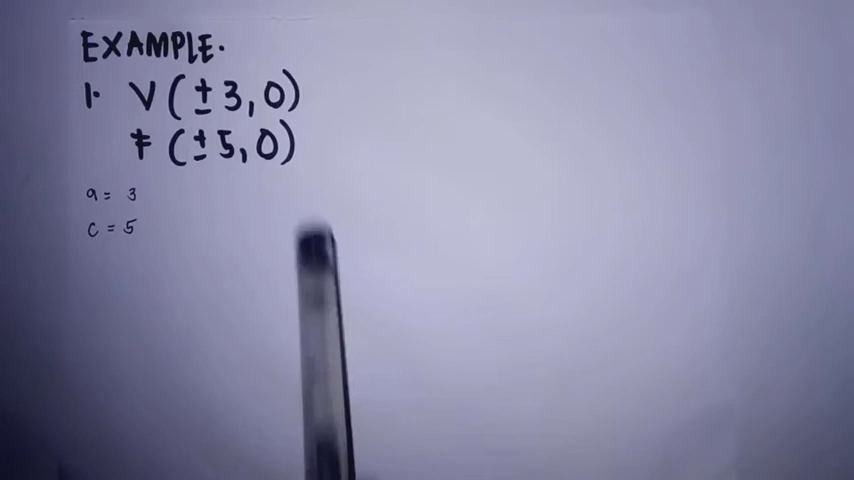 EXAMPLE.
1. V (±3, 0)
F (±5, 0)
a = 3
c = 5